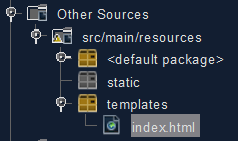 Other Sources
src/main/resources
<default package>
static
templates
index.html